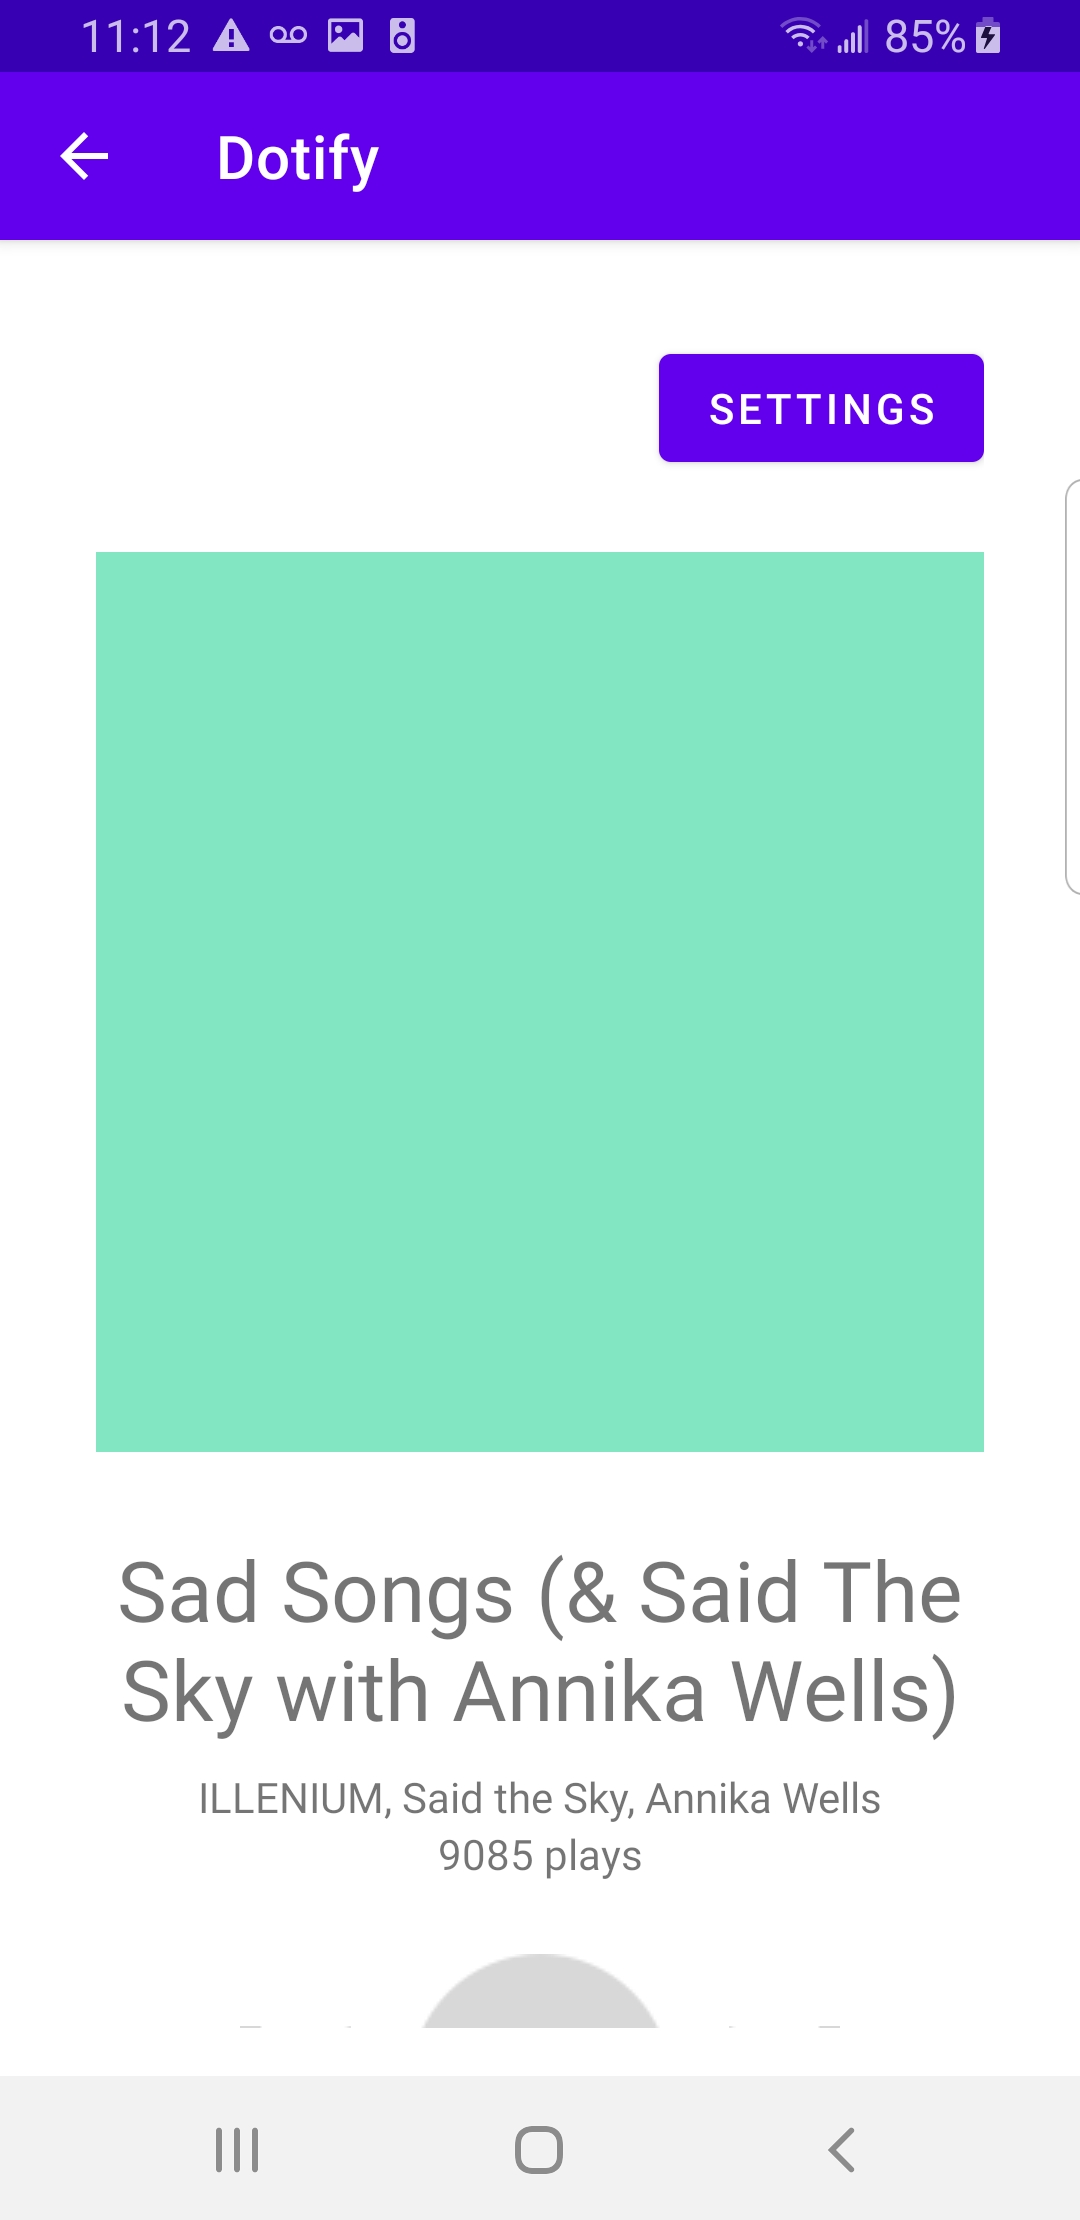 11:12 85%
Dotify
SETTINGS
Sad Songs (& Said The
Sky with Annika Wells)
ILLENIUM, Said the Sky, Annika Wells
9085 plays